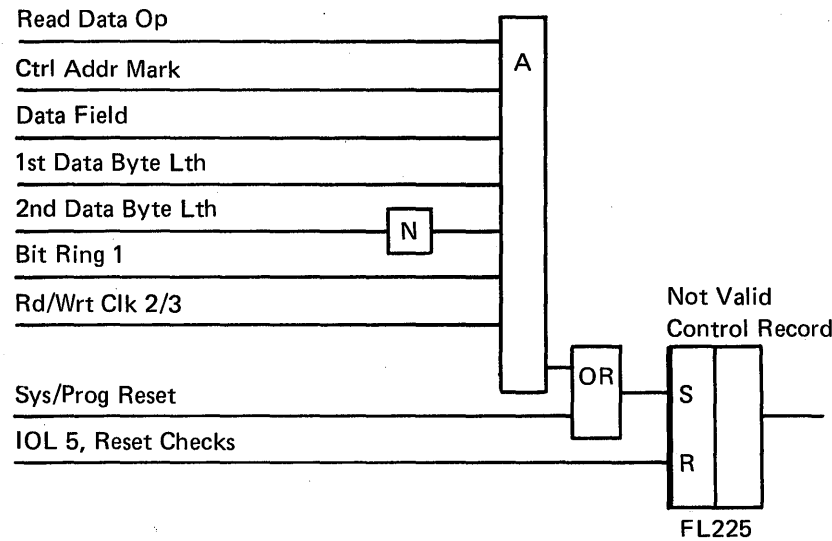 Read Data Op
Ctrl Addr Mark
Data Field
1st Data Byte Lth
2nd Data Byte Lth
Bit Ring 1
Rd/Wrt Clk 2/3
Sys/Prog Reset
IOL 5, Reset Checks
A
N
OR
Not Valid
Control Record
S
R
FL225